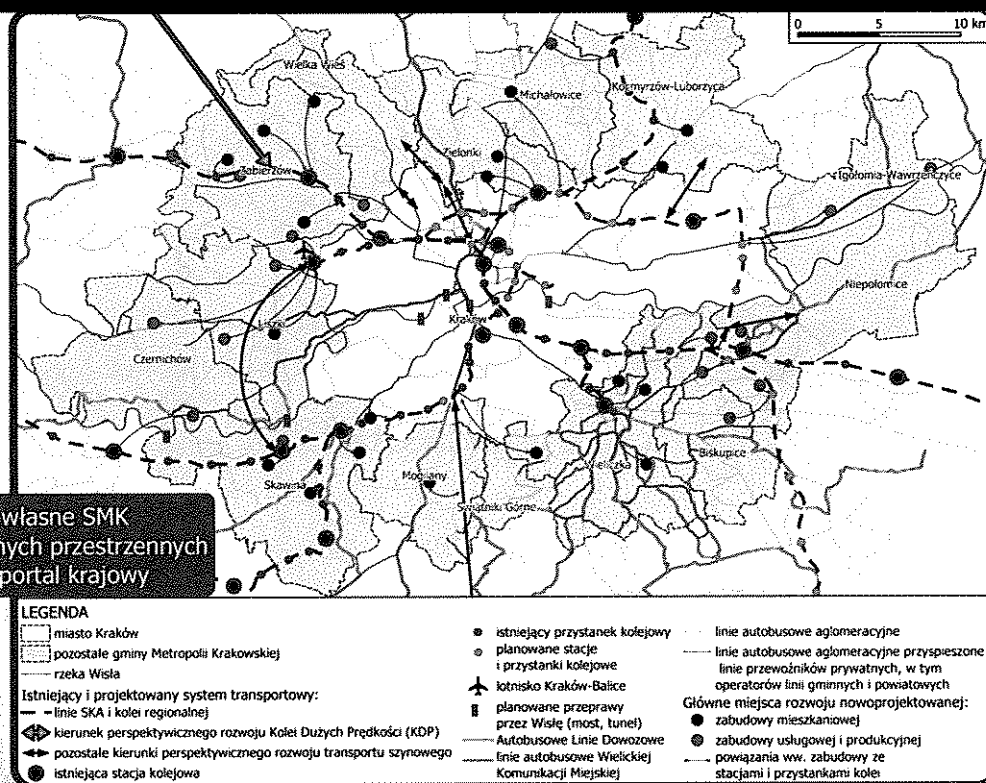 0 5 10 km
Wielka Wieś
Michałowice
Kocmyrzów-Luborzyca
Zielonki
Zabierzów
Igołomia-Wawrzeńczyce
Niepołomice
Liszki
Kraków
Czernichów
Biskupice
Wieliczka
Mogilany
Skawina
Świątniki Górne
własne SMK
nych przestrzennych
portal krajowy
LEGENDA
miasto Kraków
pozostałe gminy Metropolii Krakowskiej
rzeka Wisła
Istniejący i projektowany system transportowy:
linie SKA i kolei regionalnej
kierunek perspektywicznego rozwoju Kolei Dużych Prędkości (KDP)
pozostałe kierunki perspektywicznego rozwoju transportu szynowego
istniejąca stacja kolejowa
istniejący przystanek kolejowy
planowane stacje
i przystanki kolejowe
lotnisko Kraków-Balice
planowane przeprawy
przez Wisłę (most, tunel)
Autobusowe Linie Dowozowe
linie autobusowe Wielickiej
Komunikacji Miejskiej
linie autobusowe aglomeracyjne
linie autobusowe aglomeracyjne przyspieszone
linie przewoźników prywatnych, w tym
operatorów linii gminnych i powiatowych
Główne miejsca rozwoju nowoprojektowanej:
zabudowy mieszkaniowej
zabudowy usługowej i produkcyjnej
powiązania ww. zabudowy ze
stacjami i przystankami kolei